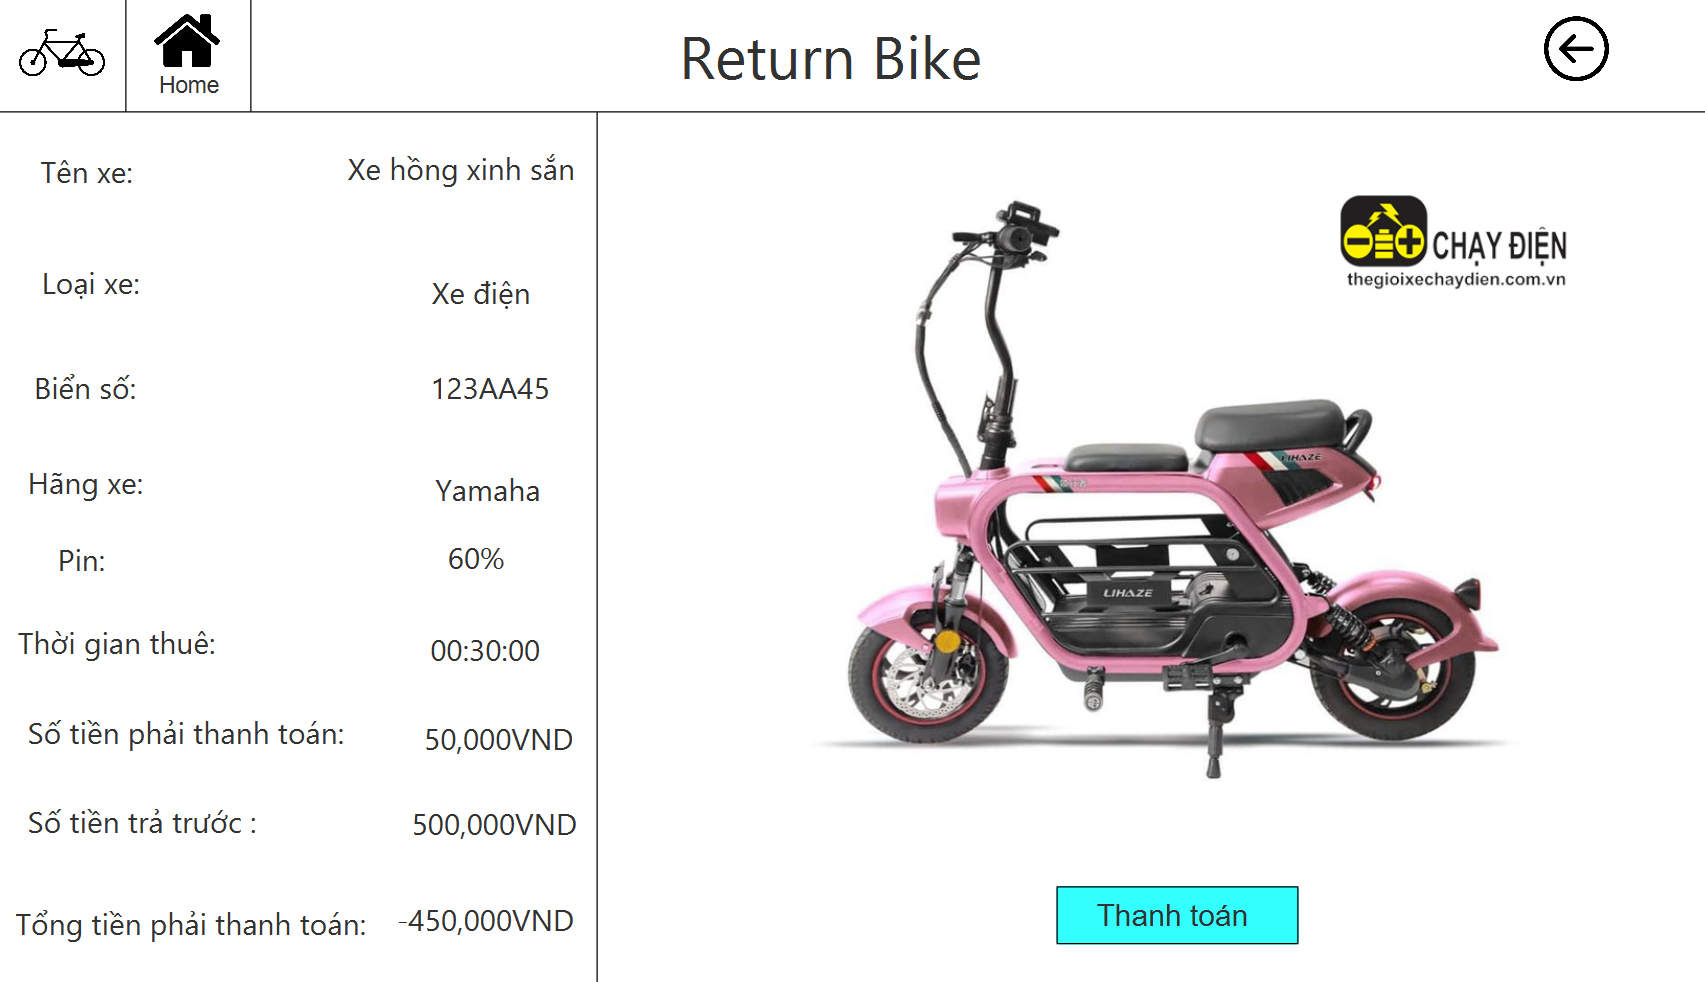 Home
Return Bike
Tên xe: Xe hồng xinh sắn
Loại xe: Xe điện
Biển số: 123AA45
Hãng xe: Yamaha
Pin: 60%
Thời gian thuê: 00:30:00
Số tiền phải thanh toán: 50,000VND
Số tiền trả trước : 500,000VND
Tổng tiền phải thanh toán: -450,000VND
CHẠY ĐIỆN
thegioixechaydien.com.vn
LIHAZE
LIHAZE
Thanh toán